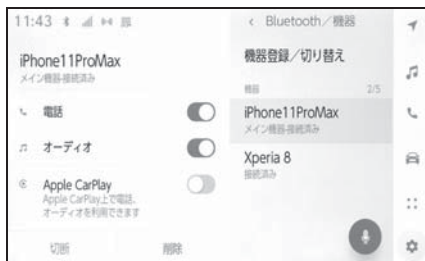 11:43
iPhone11ProMax
メイン機器-接続済み
電話
オーディオ
Apple CarPlay
Apple CarPlay上で電話、
オーディオを利用できます
切断
削除
< Bluetooth／機器
機器登録／切り替え
機器 2/5
iPhone11ProMax
メイン機器-接続済み
Xperia 8
接続済み